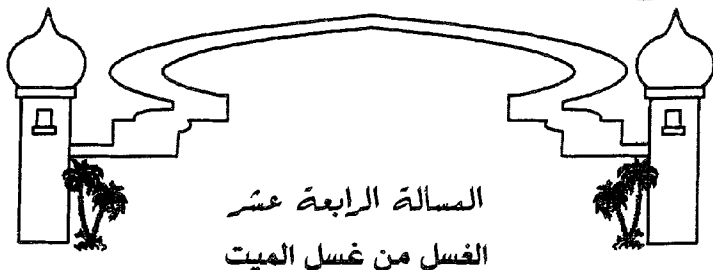 المسالة الرابعة عشر
الغسل من غسل الميت